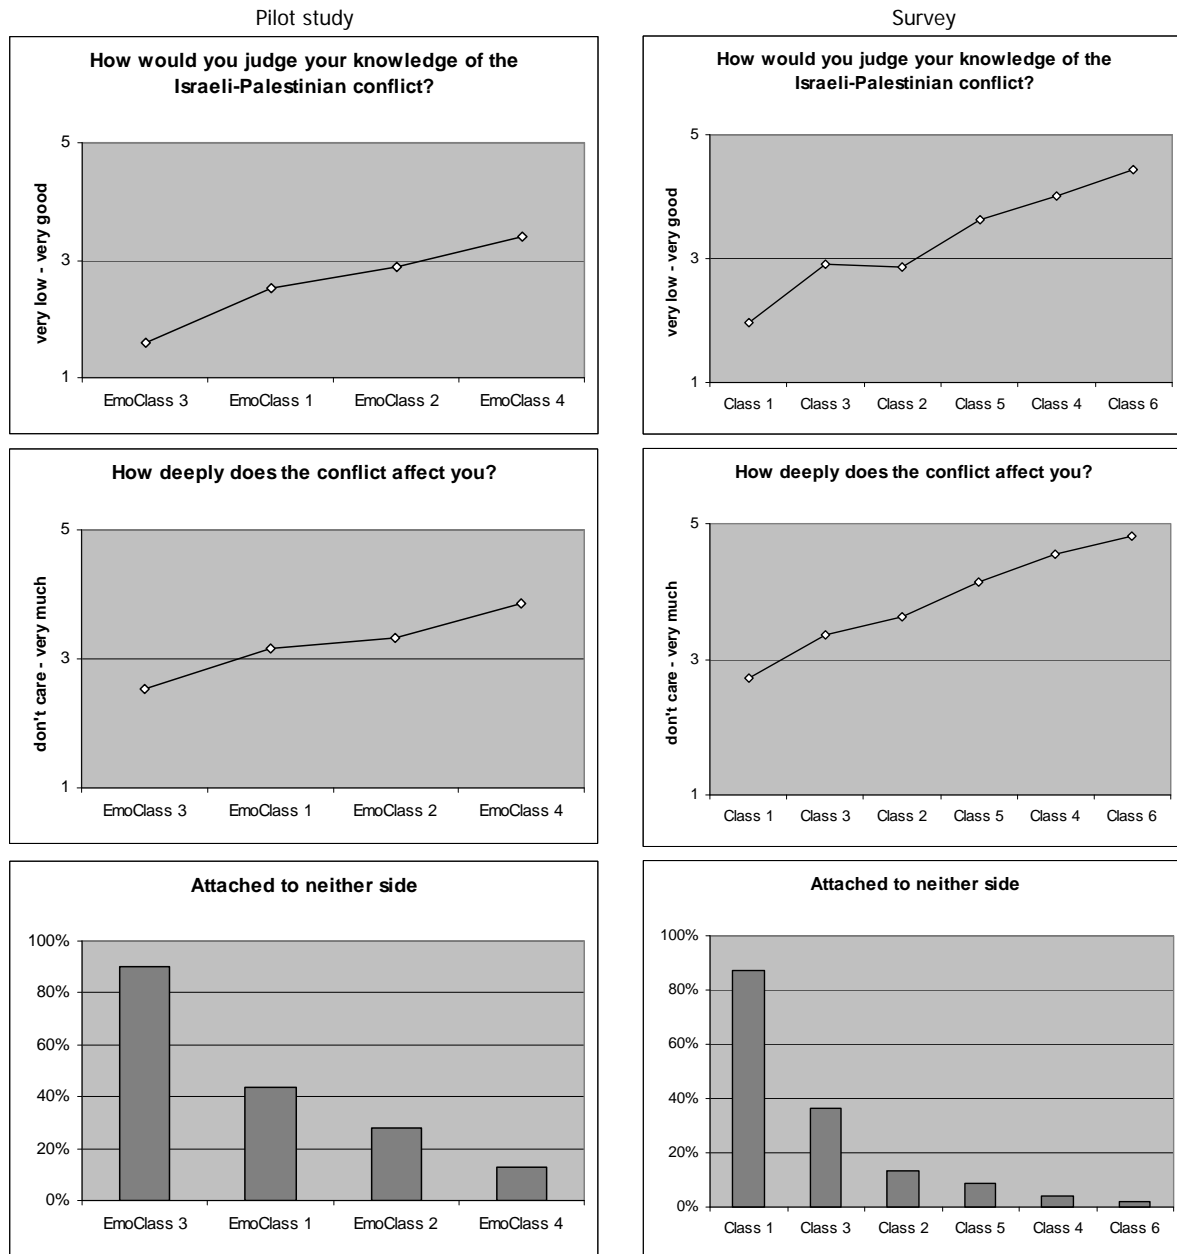 Pilot study
How would you judge your knowledge of the
Israeli-Palestinian conflict?
very low - very good
5
3
1
EmoClass 3 EmoClass 1 EmoClass 2 EmoClass 4
How deeply does the conflict affect you?
don't care - very much
5
3
1
EmoClass 3 EmoClass 1 EmoClass 2 EmoClass 4
Attached to neither side
100%
80%
60%
40%
20%
0%
EmoClass 3 EmoClass 1 EmoClass 2 EmoClass 4
Survey
How would you judge your knowledge of the
Israeli-Palestinian conflict?
very low - very good
5
3
1
Class 1 Class 3 Class 2 Class 5 Class 4 Class 6
How deeply does the conflict affect you?
don't care - very much
5
3
1
Class 1 Class 3 Class 2 Class 5 Class 4 Class 6
Attached to neither side
100%
80%
60%
40%
20%
0%
Class 1 Class 3 Class 2 Class 5 Class 4 Class 6